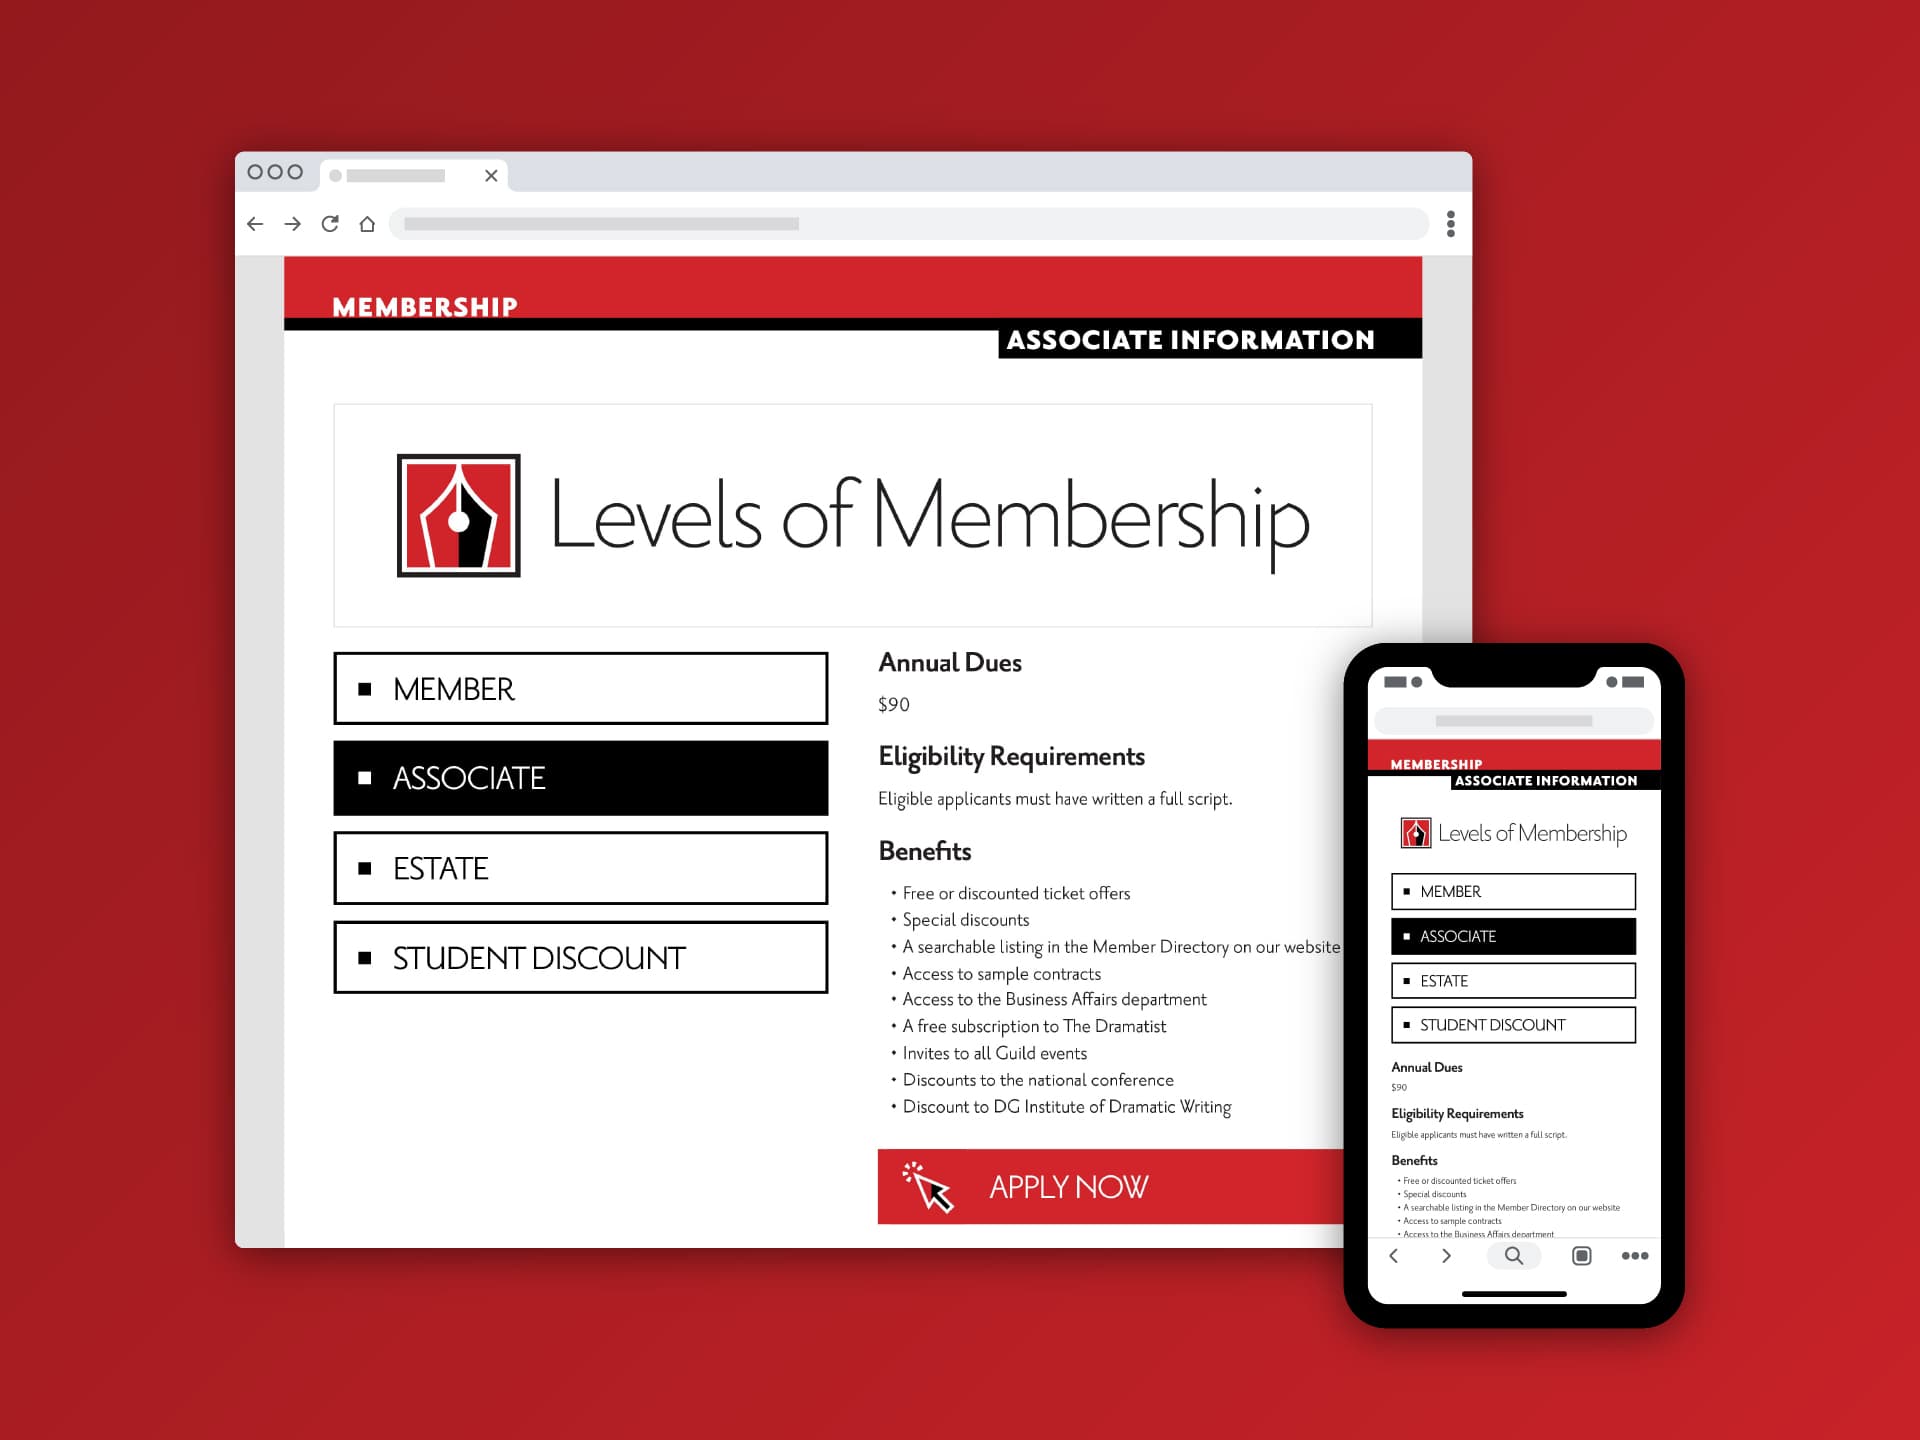 MEMBERSHIP
ASSOCIATE INFORMATION
Levels of Membership
MEMBER
ASSOCIATE
ESTATE
STUDENT DISCOUNT
Annual Dues
$90
Eligibility Requirements
Eligible applicants must have written a full script.
Benefits
• Free or discounted ticket offers
• Special discounts
• A searchable listing in the Member Directory on our website
• Access to sample contracts
• Access to the Business Affairs department
• A free subscription to The Dramatist
• Invites to all Guild events
• Discounts to the national conference
• Discount to DG Institute of Dramatic Writing
APPLY NOW
MEMBERSHIP
ASSOCIATE INFORMATION
Levels of Membership
MEMBER
ASSOCIATE
ESTATE
STUDENT DISCOUNT
Annual Dues
$90
Eligibility Requirements
Eligible applicants must have written a full script.
Benefits
• Free or discounted ticket offers
• Special discounts
• A searchable listing in the Member Directory on our website
• Access to sample contracts
• Access to the Business Affairs department